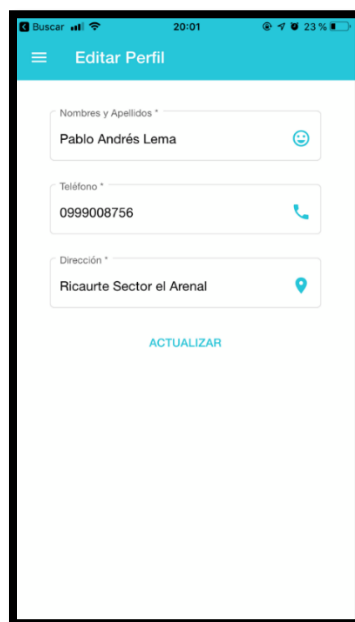 Buscar 20:01 23 %
Editar Perfil
Nombres y Apellidos *
Pablo Andrés Lema
Teléfono *
0999008756
Dirección *
Ricaurte Sector el Arenal
ACTUALIZAR